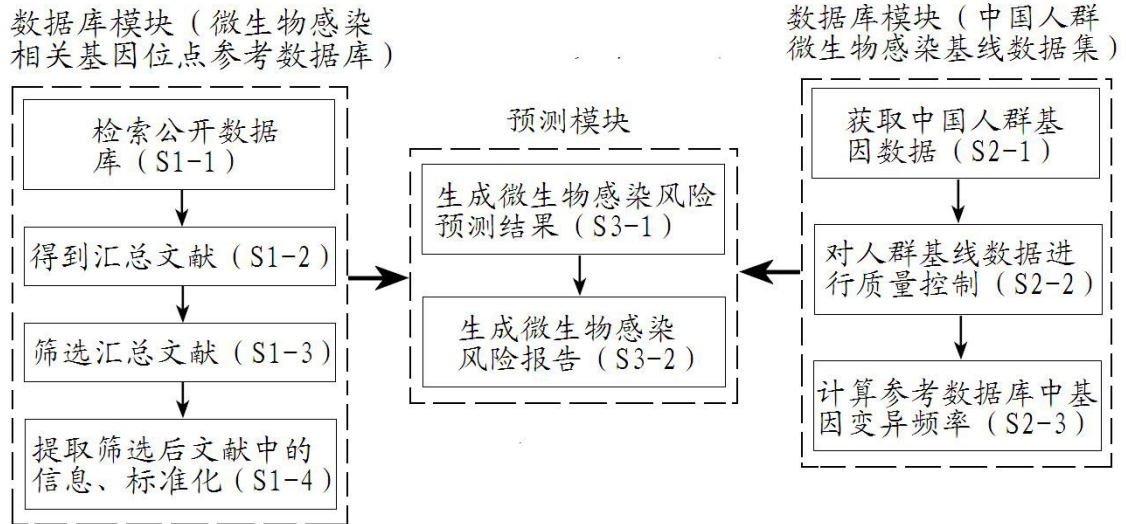 数据库模块（微生物感染
相关基因位点参考数据库）
检索公开数据
库（S1-1）
得到汇总文献（S1-2）
筛选汇总文献（S1-3）
提取筛选后文献中的
信息、标准化（S1-4）
预测模块
生成微生物感染风险
预测结果（S3-1）
生成微生物感染
风险报告（S3-2）
数据库模块（中国人群
微生物感染基线数据集）
获取中国人群基
因数据（S2-1）
对人群基线数据进
行质量控制（S2-2）
计算参考数据库中基
因变异频率（S2-3）